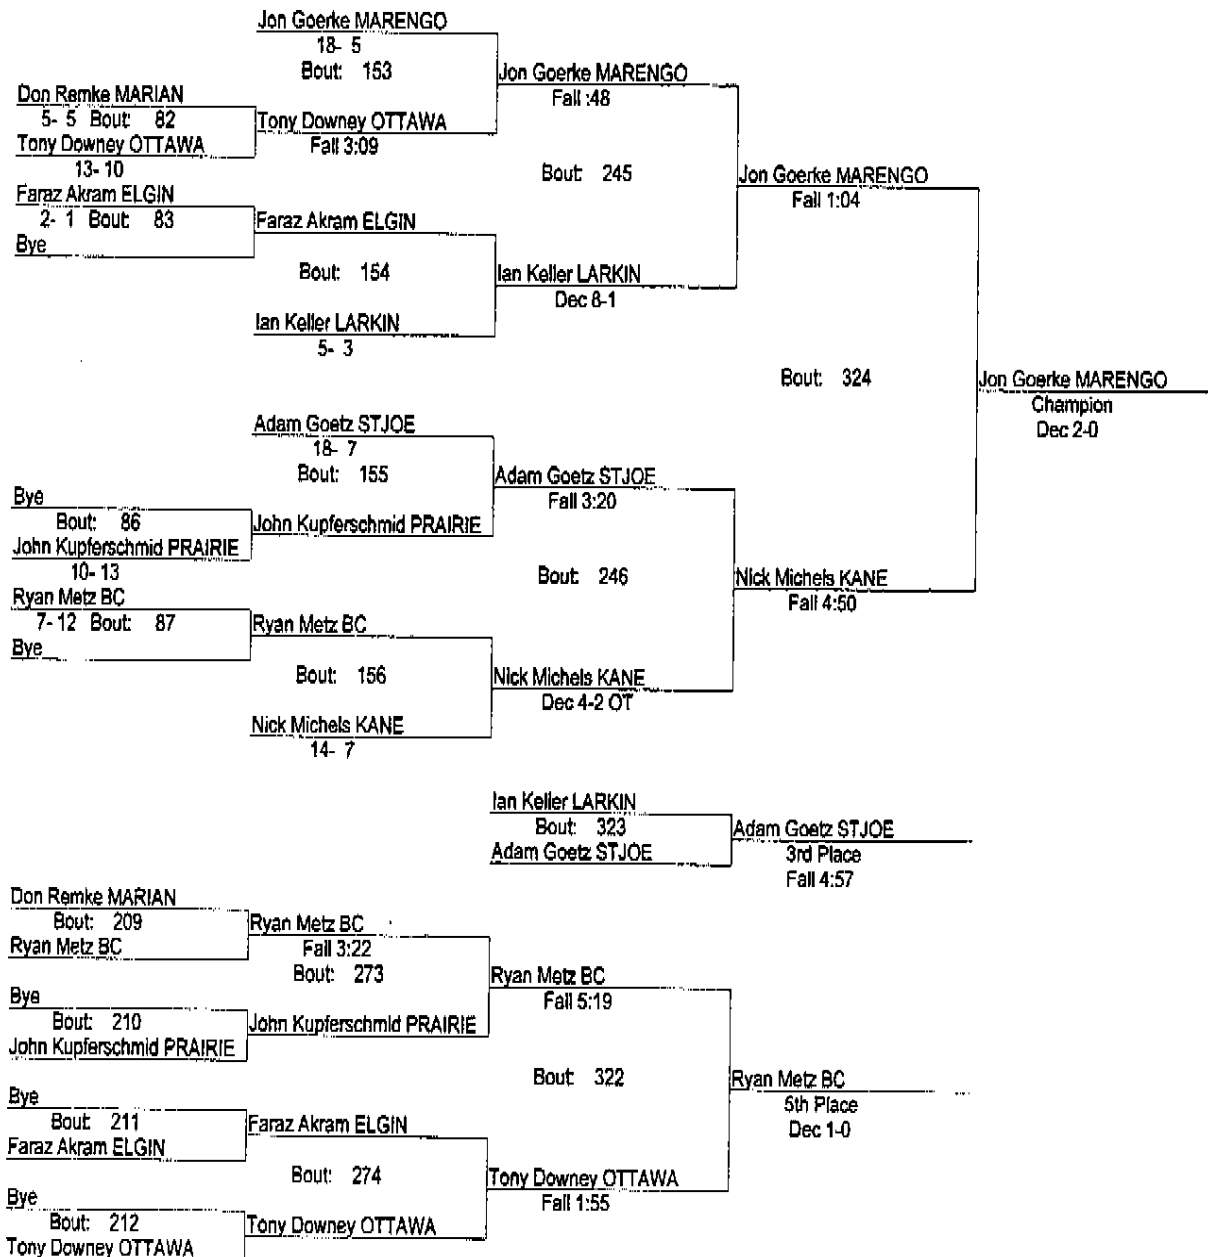 Jon Goerke MARENGO
18- 5
Bout: 153
Jon Goerke MARENGO
Fall :48
Don Remke MARIAN
5- 5 Bout: 82
Tony Downey OTTAWA
13- 10
Tony Downey OTTAWA
Fall 3:09
Bout: 245
Jon Goerke MARENGO
Fall 1:04
Faraz Akram ELGIN
2- 1 Bout: 83
Bye
Faraz Akram ELGIN
Bout: 154
Ian Keller LARKIN
Dec 8-1
Ian Keller LARKIN
5- 3
Bout: 324
Jon Goerke MARENGO
Champion
Dec 2-0
Adam Goetz STJOE
18- 7
Bout: 155
Adam Goetz STJOE
Fall 3:20
Bye
Bout: 86
John Kupferschmid PRAIRIE
10- 13
John Kupferschmid PRAIRIE
Bout: 246
Nick Michels KANE
Fall 4:50
Ryan Metz BC
7- 12 Bout: 87
Bye
Ryan Metz BC
Bout: 156
Nick Michels KANE
Dec 4-2 OT
Nick Michels KANE
14- 7
Ian Keller LARKIN
Bout: 323
Adam Goetz STJOE
Adam Goetz STJOE
3rd Place
Fall 4:57
Don Remke MARIAN
Bout: 209
Ryan Metz BC
Ryan Metz BC
Fall 3:22
Bout: 273
Ryan Metz BC
Fall 5:19
Bye
Bout: 210
John Kupferschmid PRAIRIE
John Kupferschmid PRAIRIE
Bout: 322
Ryan Metz BC
5th Place
Dec 1-0
Bye
Bout: 211
Faraz Akram ELGIN
Faraz Akram ELGIN
Bout: 274
Tony Downey OTTAWA
Fall 1:55
Bye
Bout: 212
Tony Downey OTTAWA
Tony Downey OTTAWA